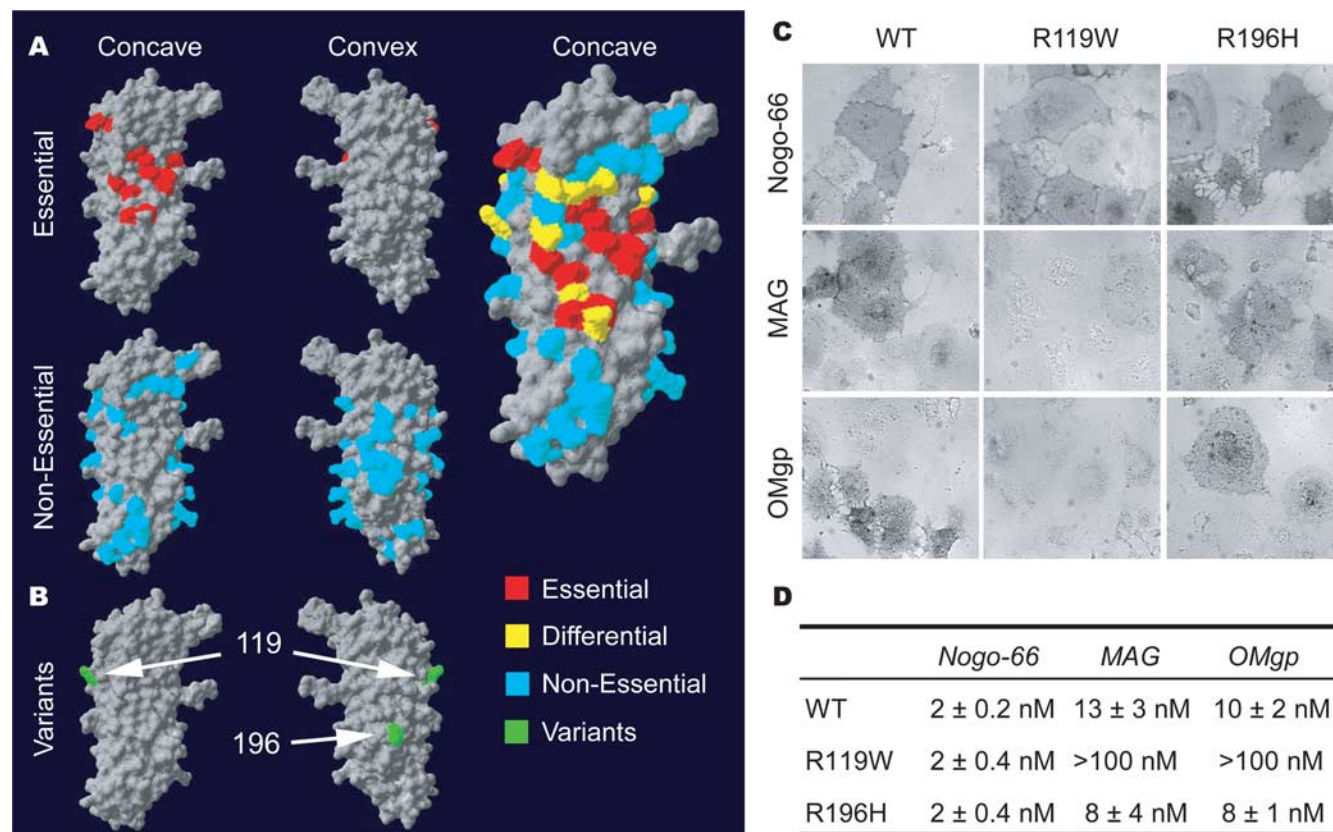 A
Concave
Convex
Concave
Essential
Non-Essential
Essential
Differential
Non-Essential
Variants
B
Variants
119
196
C
WT
R119W
R196H
Nogo-66
MAG
OMgp
D
Nogo-66 MAG OMgp
WT 2 ± 0.2 nM 13 ± 3 nM 10 ± 2 nM
R119W 2 ± 0.4 nM >100 nM >100 nM
R196H 2 ± 0.4 nM 8 ± 4 nM 8 ± 1 nM